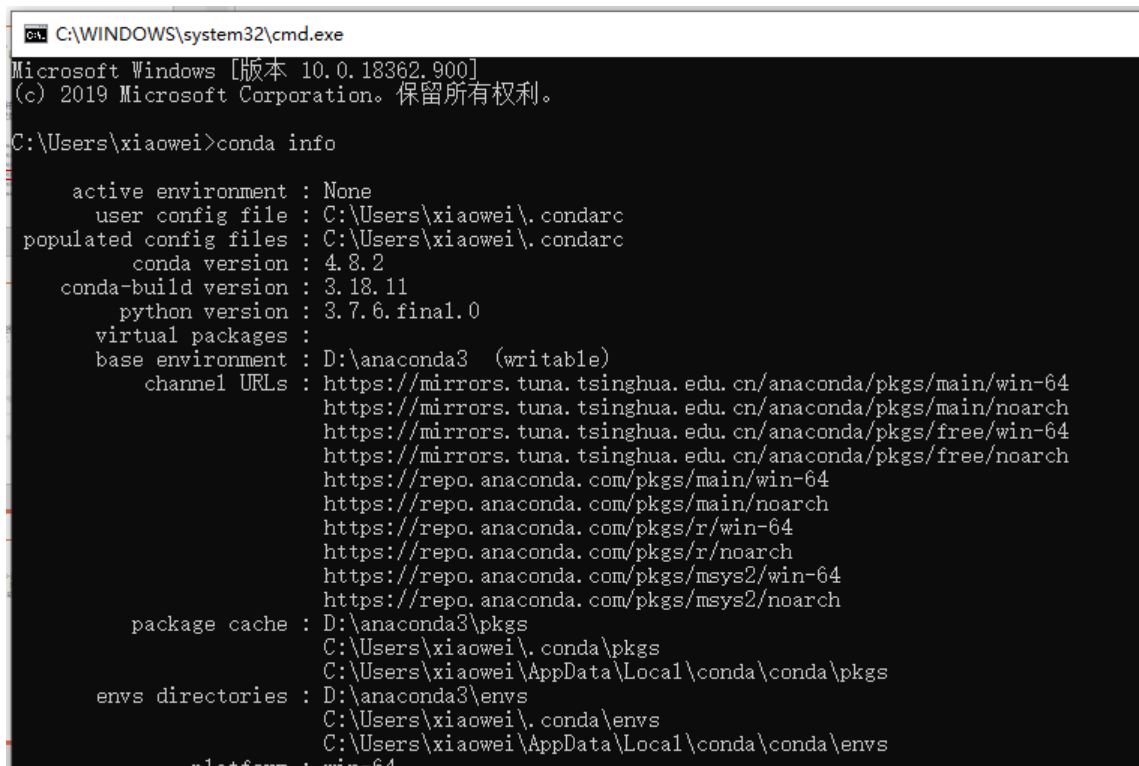 C:\WINDOWS\system32\cmd.exe
Microsoft Windows [版本 10.0.18362.900]
(c) 2019 Microsoft Corporation。保留所有权利。
C:\Users\xiaowei>conda info
active environment : None
user config file : C:\Users\xiaowei\.condarc
populated config files : C:\Users\xiaowei\.condarc
conda version : 4.8.2
conda-build version : 3.18.11
python version : 3.7.6.final.0
virtual packages :
base environment : D:\anaconda3  (writable)
channel URLs : https://mirrors.tuna.tsinghua.edu.cn/anaconda/pkgs/main/win-64
https://mirrors.tuna.tsinghua.edu.cn/anaconda/pkgs/main/noarch
https://mirrors.tuna.tsinghua.edu.cn/anaconda/pkgs/free/win-64
https://mirrors.tuna.tsinghua.edu.cn/anaconda/pkgs/free/noarch
https://repo.anaconda.com/pkgs/main/win-64
https://repo.anaconda.com/pkgs/main/noarch
https://repo.anaconda.com/pkgs/r/win-64
https://repo.anaconda.com/pkgs/r/noarch
https://repo.anaconda.com/pkgs/msys2/win-64
https://repo.anaconda.com/pkgs/msys2/noarch
package cache : D:\anaconda3\pkgs
C:\Users\xiaowei\.conda\pkgs
C:\Users\xiaowei\AppData\Local\conda\conda\pkgs
envs directories : D:\anaconda3\envs
C:\Users\xiaowei\.conda\envs
C:\Users\xiaowei\AppData\Local\conda\conda\envs
platform : win-64